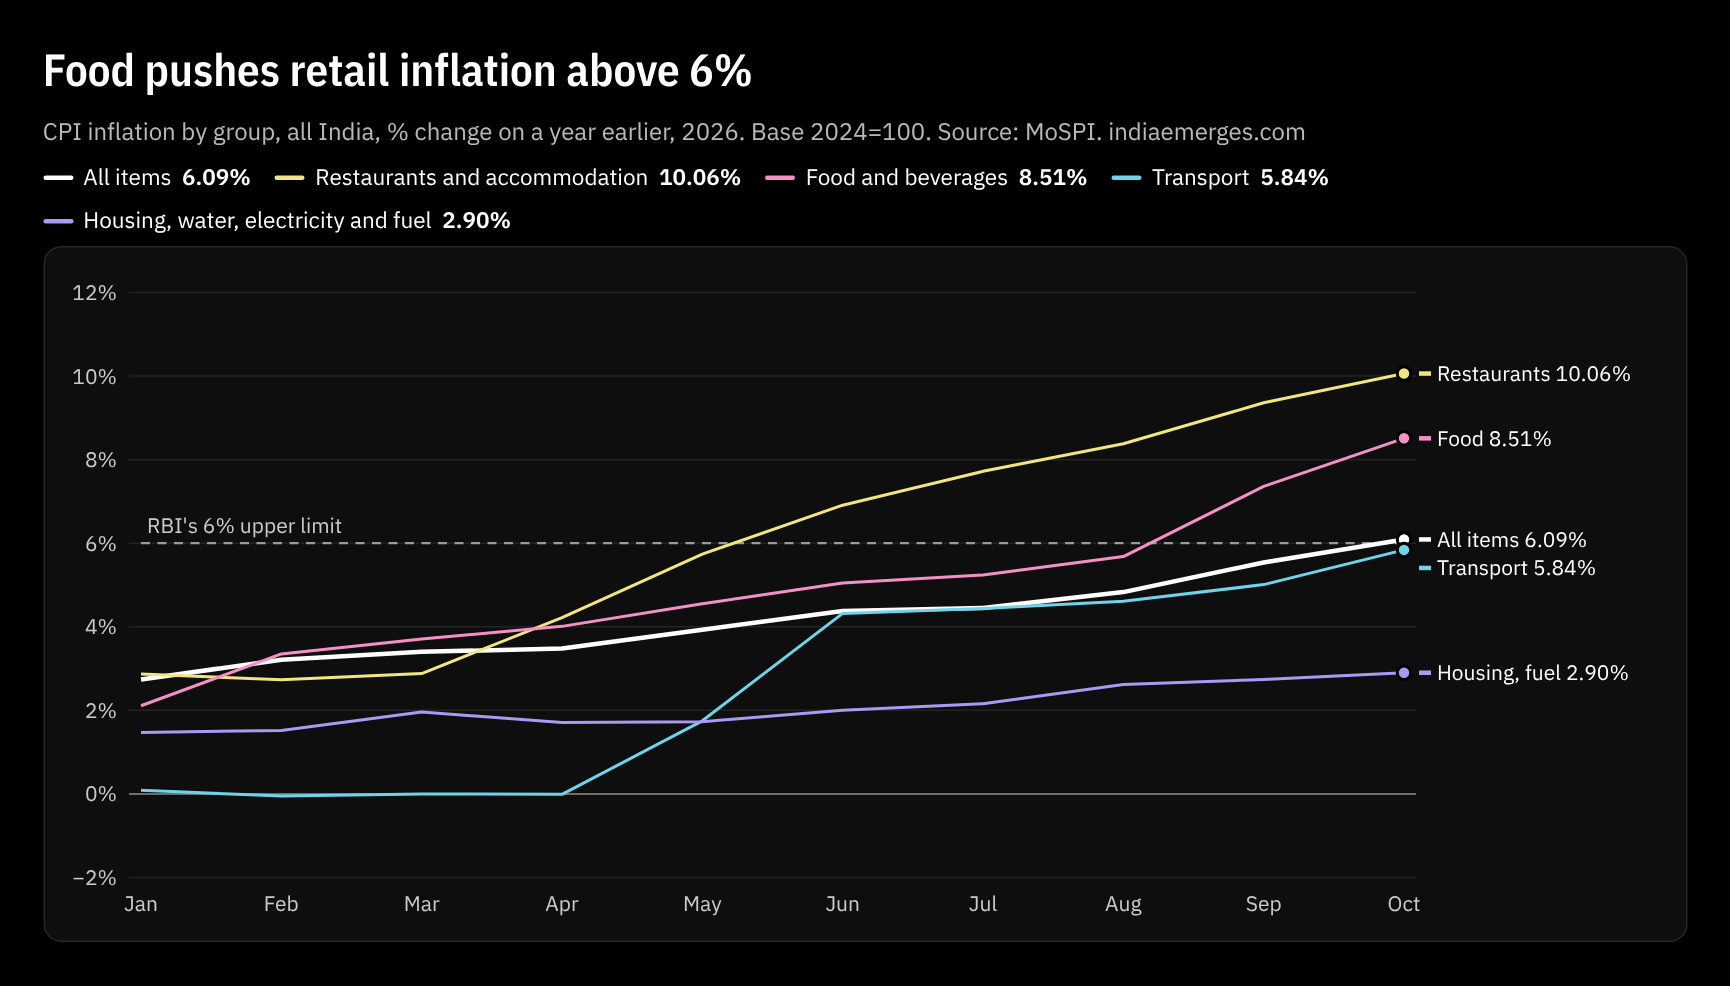 Food pushes retail inflation above 6%
CPI inflation by group, all India, % change on a year earlier, 2026. Base 2024=100. Source: MoSPI. indiaemerges.com
All items 6.09% Restaurants and accommodation 10.06% Food and beverages 8.51% Transport 5.84%
Housing, water, electricity and fuel 2.90%
12%
10%
Restaurants 10.06%
Food 8.51%
8%
RBI's 6% upper limit
6%
All items 6.09%
Transport 5.84%
4%
Housing, fuel 2.90%
2%
0%
−2%
Jan Feb Mar Apr May Jun Jul Aug Sep Oct